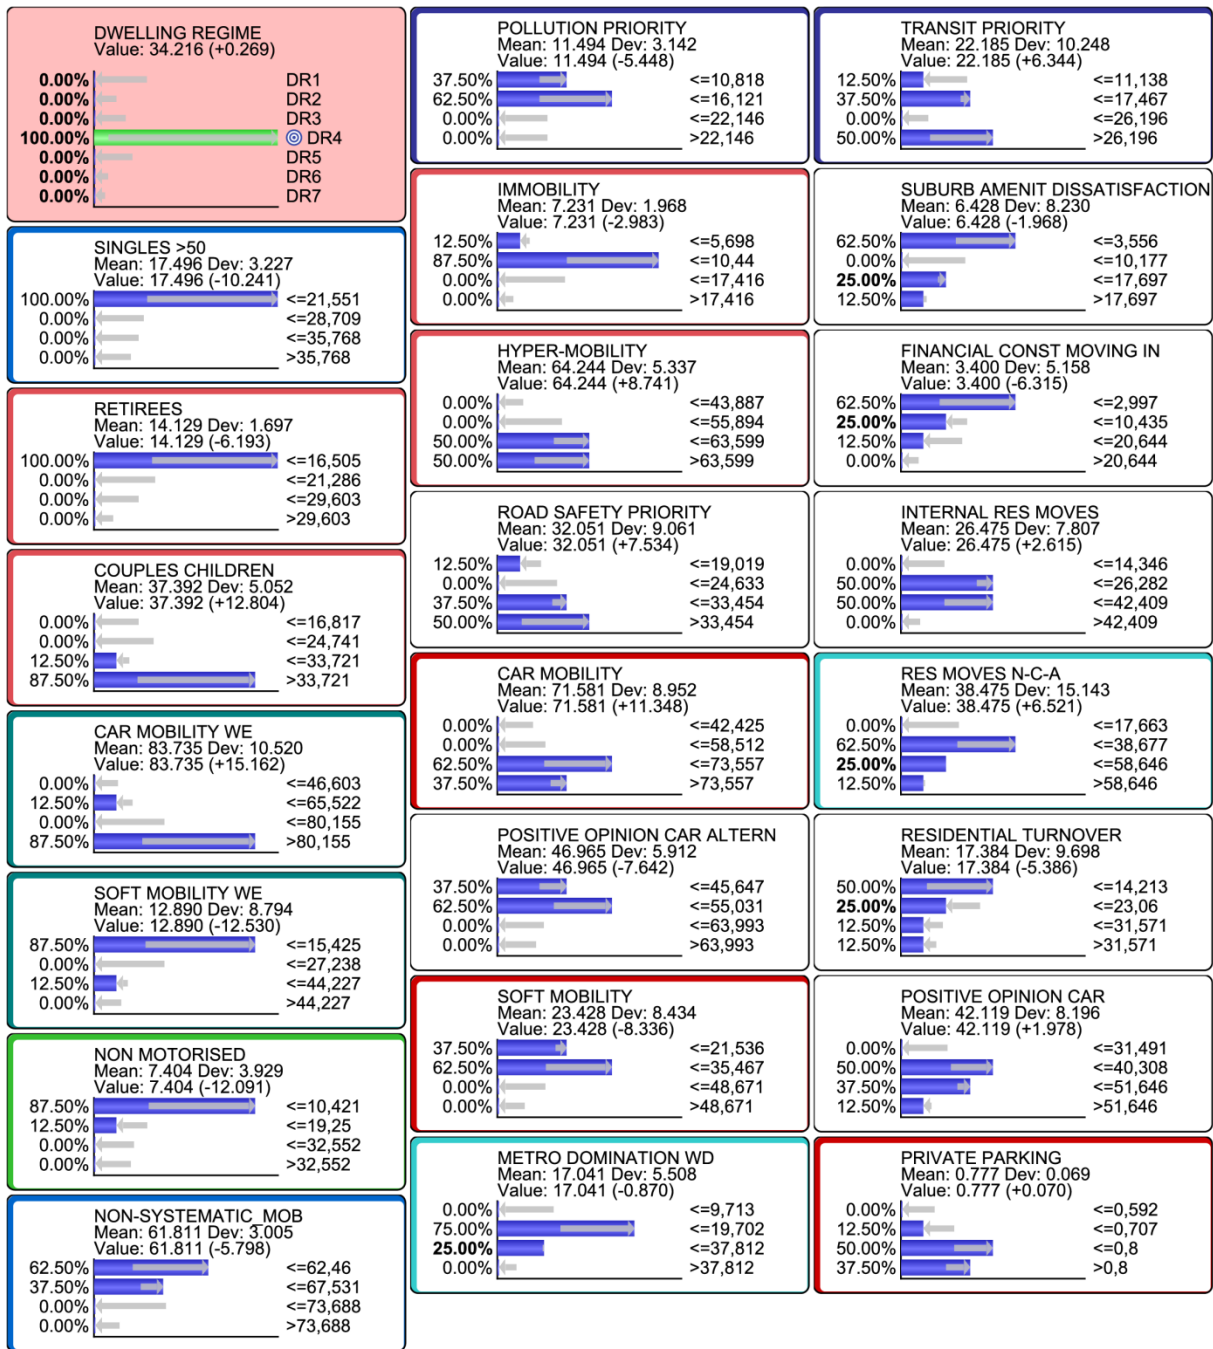 DWELLING REGIME
Value: 34.216 (+0.269)
0.00% DR1
0.00% DR2
0.00% DR3
100.00% DR4
0.00% DR5
0.00% DR6
0.00% DR7
SINGLES >50
Mean: 17.496 Dev: 3.227
Value: 17.496 (-10.241)
100.00% <=21,551
0.00% <=28,709
0.00% <=35,768
0.00% >35,768
RETIREES
Mean: 14.129 Dev: 1.697
Value: 14.129 (-6.193)
100.00% <=16,505
0.00% <=21,286
0.00% <=29,603
0.00% >29,603
COUPLES CHILDREN
Mean: 37.392 Dev: 5.052
Value: 37.392 (+12.804)
0.00% <=16,817
0.00% <=24,741
12.50% <=33,721
87.50% >33,721
CAR MOBILITY WE
Mean: 83.735 Dev: 10.520
Value: 83.735 (+15.162)
0.00% <=46,603
12.50% <=65,522
0.00% <=80,155
87.50% >80,155
SOFT MOBILITY WE
Mean: 12.890 Dev: 8.794
Value: 12.890 (-12.530)
87.50% <=15,425
0.00% <=27,238
12.50% <=44,227
0.00% >44,227
NON MOTORISED
Mean: 7.404 Dev: 3.929
Value: 7.404 (-12.091)
87.50% <=10,421
12.50% <=19,25
0.00% <=32,552
0.00% >32,552
NON-SYSTEMATIC_MOB
Mean: 61.811 Dev: 3.005
Value: 61.811 (-5.798)
62.50% <=62,46
37.50% <=67,531
0.00% <=73,688
0.00% >73,688
POLLUTION PRIORITY
Mean: 11.494 Dev: 3.142
Value: 11.494 (-5.448)
37.50% <=10,818
62.50% <=16,121
0.00% <=22,146
0.00% >22,146
IMMOBILITY
Mean: 7.231 Dev: 1.968
Value: 7.231 (-2.983)
12.50% <=5,698
87.50% <=10,44
0.00% <=17,416
0.00% >17,416
HYPER-MOBILITY
Mean: 64.244 Dev: 5.337
Value: 64.244 (+8.741)
0.00% <=43,887
0.00% <=55,894
50.00% <=63,599
50.00% >63,599
ROAD SAFETY PRIORITY
Mean: 32.051 Dev: 9.061
Value: 32.051 (+7.534)
12.50% <=19,019
0.00% <=24,633
37.50% <=33,454
50.00% >33,454
CAR MOBILITY
Mean: 71.581 Dev: 8.952
Value: 71.581 (+11.348)
0.00% <=42,425
0.00% <=58,512
62.50% <=73,557
37.50% >73,557
POSITIVE OPINION CAR ALTERN
Mean: 46.965 Dev: 5.912
Value: 46.965 (-7.642)
37.50% <=45,647
62.50% <=55,031
0.00% <=63,993
0.00% >63,993
SOFT MOBILITY
Mean: 23.428 Dev: 8.434
Value: 23.428 (-8.336)
37.50% <=21,536
62.50% <=35,467
0.00% <=48,671
0.00% >48,671
METRO DOMINATION WD
Mean: 17.041 Dev: 5.508
Value: 17.041 (-0.870)
0.00% <=9,713
75.00% <=19,702
25.00% <=37,812
0.00% >37,812
TRANSIT PRIORITY
Mean: 22.185 Dev: 10.248
Value: 22.185 (+6.344)
12.50% <=11,138
37.50% <=17,467
0.00% <=26,196
50.00% >26,196
SUBURB AMENIT DISSATISFACTION
Mean: 6.428 Dev: 8.230
Value: 6.428 (-1.968)
62.50% <=3,556
0.00% <=10,177
25.00% <=17,697
12.50% >17,697
FINANCIAL CONST MOVING IN
Mean: 3.400 Dev: 5.158
Value: 3.400 (-6.315)
62.50% <=2,997
25.00% <=10,435
12.50% <=20,644
0.00% >20,644
INTERNAL RES MOVES
Mean: 26.475 Dev: 7.807
Value: 26.475 (+2.615)
0.00% <=14,346
50.00% <=26,282
50.00% <=42,409
0.00% >42,409
RES MOVES N-C-A
Mean: 38.475 Dev: 15.143
Value: 38.475 (+6.521)
0.00% <=17,663
62.50% <=38,677
25.00% <=58,646
12.50% >58,646
RESIDENTIAL TURNOVER
Mean: 17.384 Dev: 9.698
Value: 17.384 (-5.386)
50.00% <=14,213
25.00% <=23,06
12.50% <=31,571
12.50% >31,571
POSITIVE OPINION CAR
Mean: 42.119 Dev: 8.196
Value: 42.119 (+1.978)
0.00% <=31,491
50.00% <=40,308
37.50% <=51,646
12.50% >51,646
PRIVATE PARKING
Mean: 0.777 Dev: 0.069
Value: 0.777 (+0.070)
0.00% <=0,592
12.50% <=0,707
50.00% <=0,8
37.50% >0,8